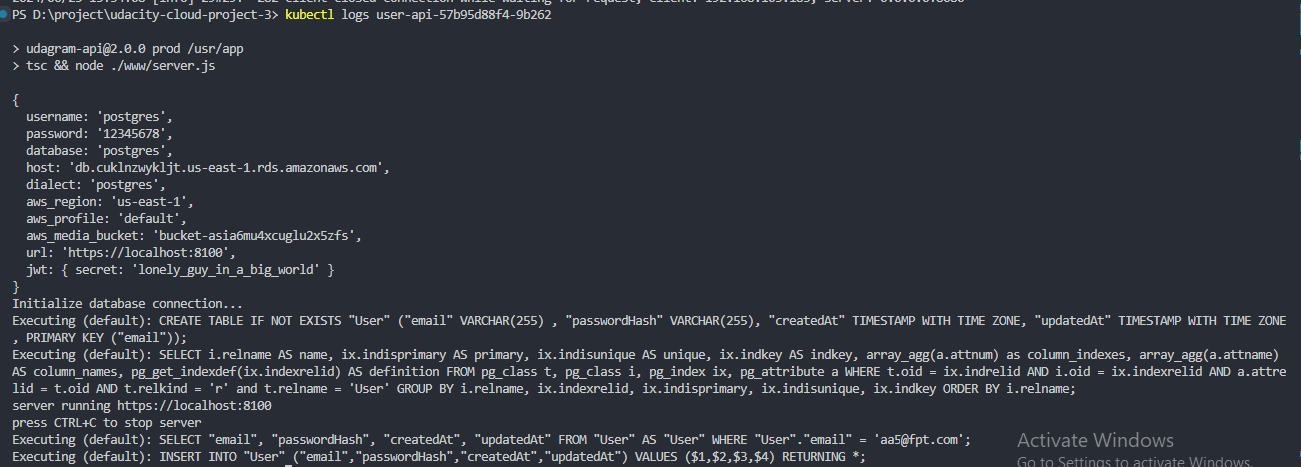 PS D:\project\udacity-cloud-project-3> kubectl logs user-api-57b95d88f4-9b262
> udagram-api@2.0.0 prod /usr/app
> tsc && node ./www/server.js
{
username: 'postgres',
password: '12345678',
database: 'postgres',
host: 'db.cuklnzwykljt.us-east-1.rds.amazonaws.com',
dialect: 'postgres',
aws_region: 'us-east-1',
aws_profile: 'default',
aws_media_bucket: 'bucket-asia6mu4xcuglu2x5zfs',
url: 'https://localhost:8100',
jwt: { secret: 'lonely_guy_in_a_big_world' }
}
Initialize database connection...
Executing (default): CREATE TABLE IF NOT EXISTS "User" ("email" VARCHAR(255) , "passwordHash" VARCHAR(255), "createdAt" TIMESTAMP WITH TIME ZONE, "updatedAt" TIMESTAMP WITH TIME ZONE
, PRIMARY KEY ("email"));
Executing (default): SELECT i.relname AS name, ix.indisprimary AS primary, ix.indisunique AS unique, ix.indkey AS indkey, array_agg(a.attnum) as column_indexes, array_agg(a.attname)
AS column_names, pg_get_indexdef(ix.indexrelid) AS definition FROM pg_class t, pg_class i, pg_index ix, pg_attribute a WHERE t.oid = ix.indrelid AND i.oid = ix.indexrelid AND a.attre
lid = t.oid AND t.relkind = 'r' and t.relname = 'User' GROUP BY i.relname, ix.indexrelid, ix.indisprimary, ix.indisunique, ix.indkey ORDER BY i.relname;
server running https://localhost:8100
press CTRL+C to stop server
Executing (default): SELECT "email", "passwordHash", "createdAt", "updatedAt" FROM "User" AS "User" WHERE "User"."email" = 'aa5@fpt.com';
Executing (default): INSERT INTO "User" ("email","passwordHash","createdAt","updatedAt") VALUES ($1,$2,$3,$4) RETURNING *;
Activate Windows
Go to Settings to activate Windows.